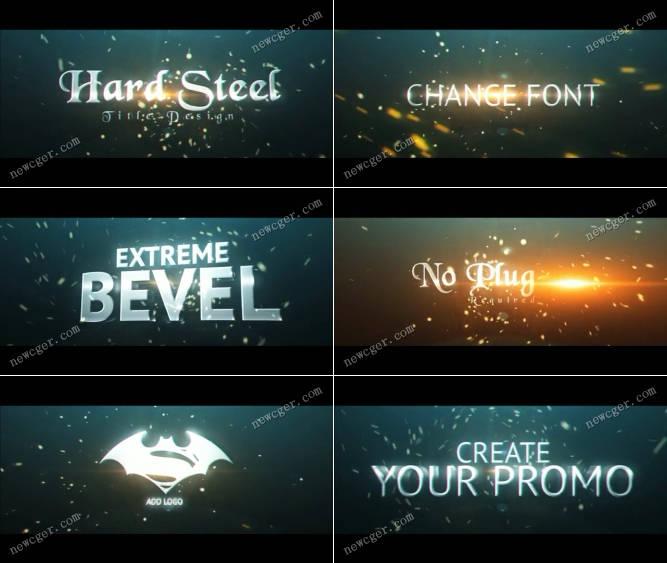 newcger.com
newcger.com
Hard Steel
Title Design
CHANGE FONT
newcger.com
newcger.com
newcger.com
newcger.com
EXTREME
BEVEL
No Plug
Required
newcger.com
newcger.com
newcger.com
newcger.com
ADD LOGO
CREATE
YOUR PROMO
newcger.com
newcger.com